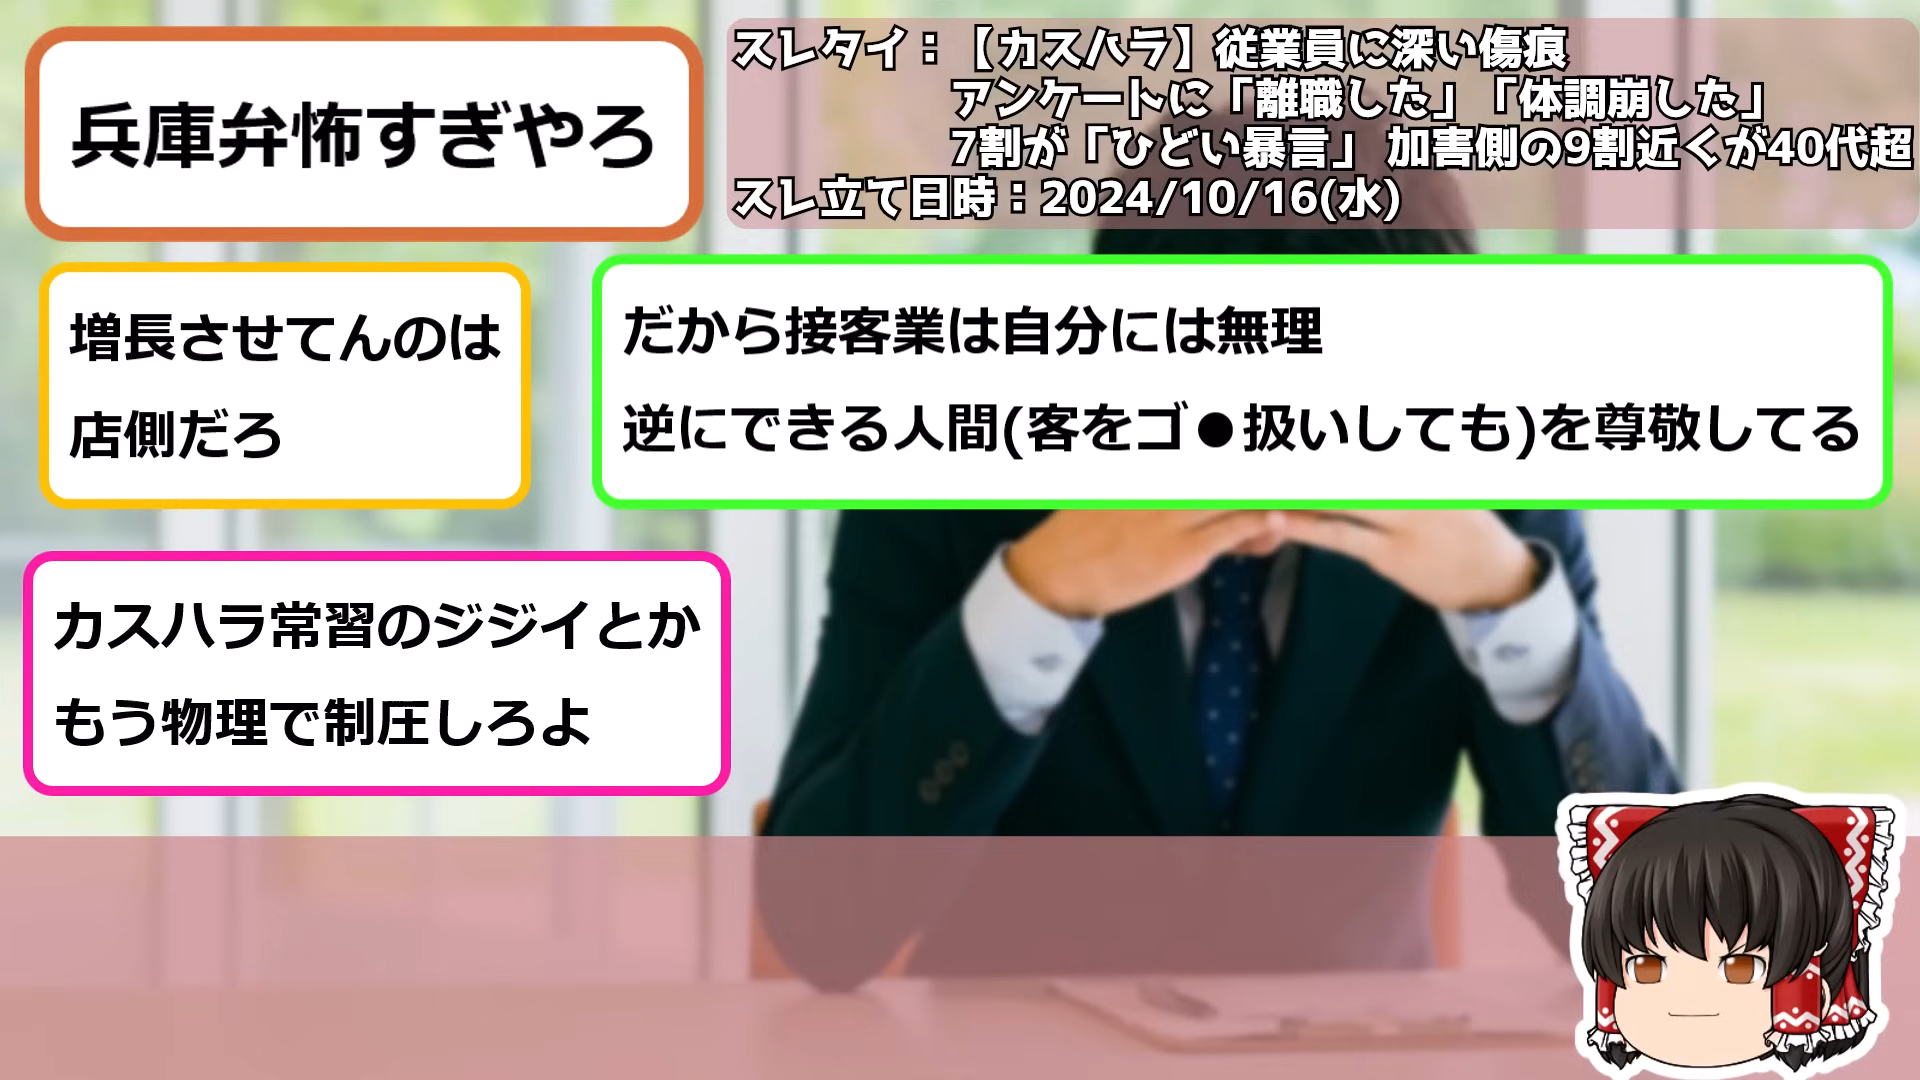 兵庫弁怖すぎやろ
スレタイ：【カスハラ】従業員に深い傷痕
アンケートに「離職した」「体調崩した」
7割が「ひどい暴言」 加害側の9割近くが40代超
スレ立て日時：2024/10/16(水)
増長させてんのは
店側だろ
だから接客業は自分には無理
逆にできる人間(客をゴ●扱いしても)を尊敬してる
カスハラ常習のジジイとか
もう物理で制圧しろよ